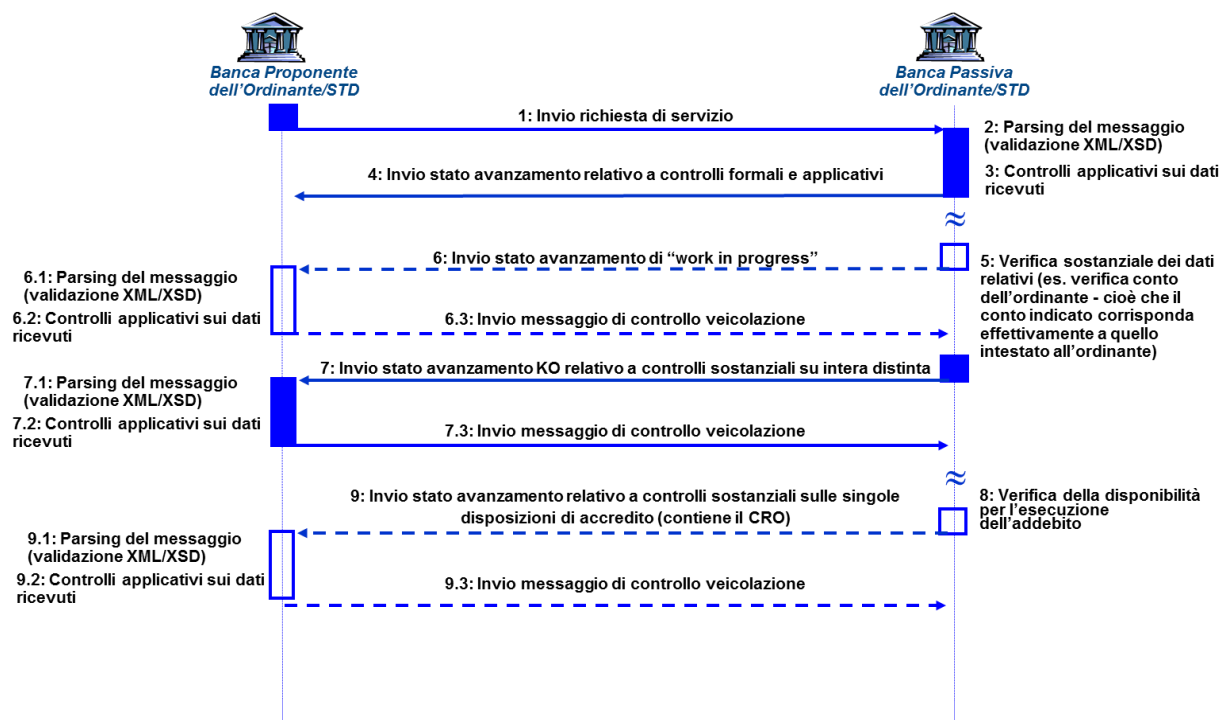 Banca Proponente
dell'Ordinante/STD
Banca Passiva
dell'Ordinante/STD
1: Invio richiesta di servizio
2: Parsing del messaggio
(validazione XML/XSD)
3: Controlli applicativi sui dati
ricevuti
4: Invio stato avanzamento relativo a controlli formali e applicativi
≈
5: Verifica sostanziale dei dati
relativi (es. verifica conto
dell'ordinante - cioè che il
conto indicato corrisponda
effettivamente a quello
intestato all'ordinante)
6: Invio stato avanzamento di “work in progress”
6.1: Parsing del messaggio
(validazione XML/XSD)
6.2: Controlli applicativi sui dati
ricevuti
6.3: Invio messaggio di controllo veicolazione
7: Invio stato avanzamento KO relativo a controlli sostanziali su intera distinta
7.1: Parsing del messaggio
(validazione XML/XSD)
7.2: Controlli applicativi sui dati
ricevuti
7.3: Invio messaggio di controllo veicolazione
≈
8: Verifica della disponibilità
per l'esecuzione
dell'addebito
9: Invio stato avanzamento relativo a controlli sostanziali sulle singole
disposizioni di accredito (contiene il CRO)
9.1: Parsing del messaggio
(validazione XML/XSD)
9.2: Controlli applicativi sui dati
ricevuti
9.3: Invio messaggio di controllo veicolazione